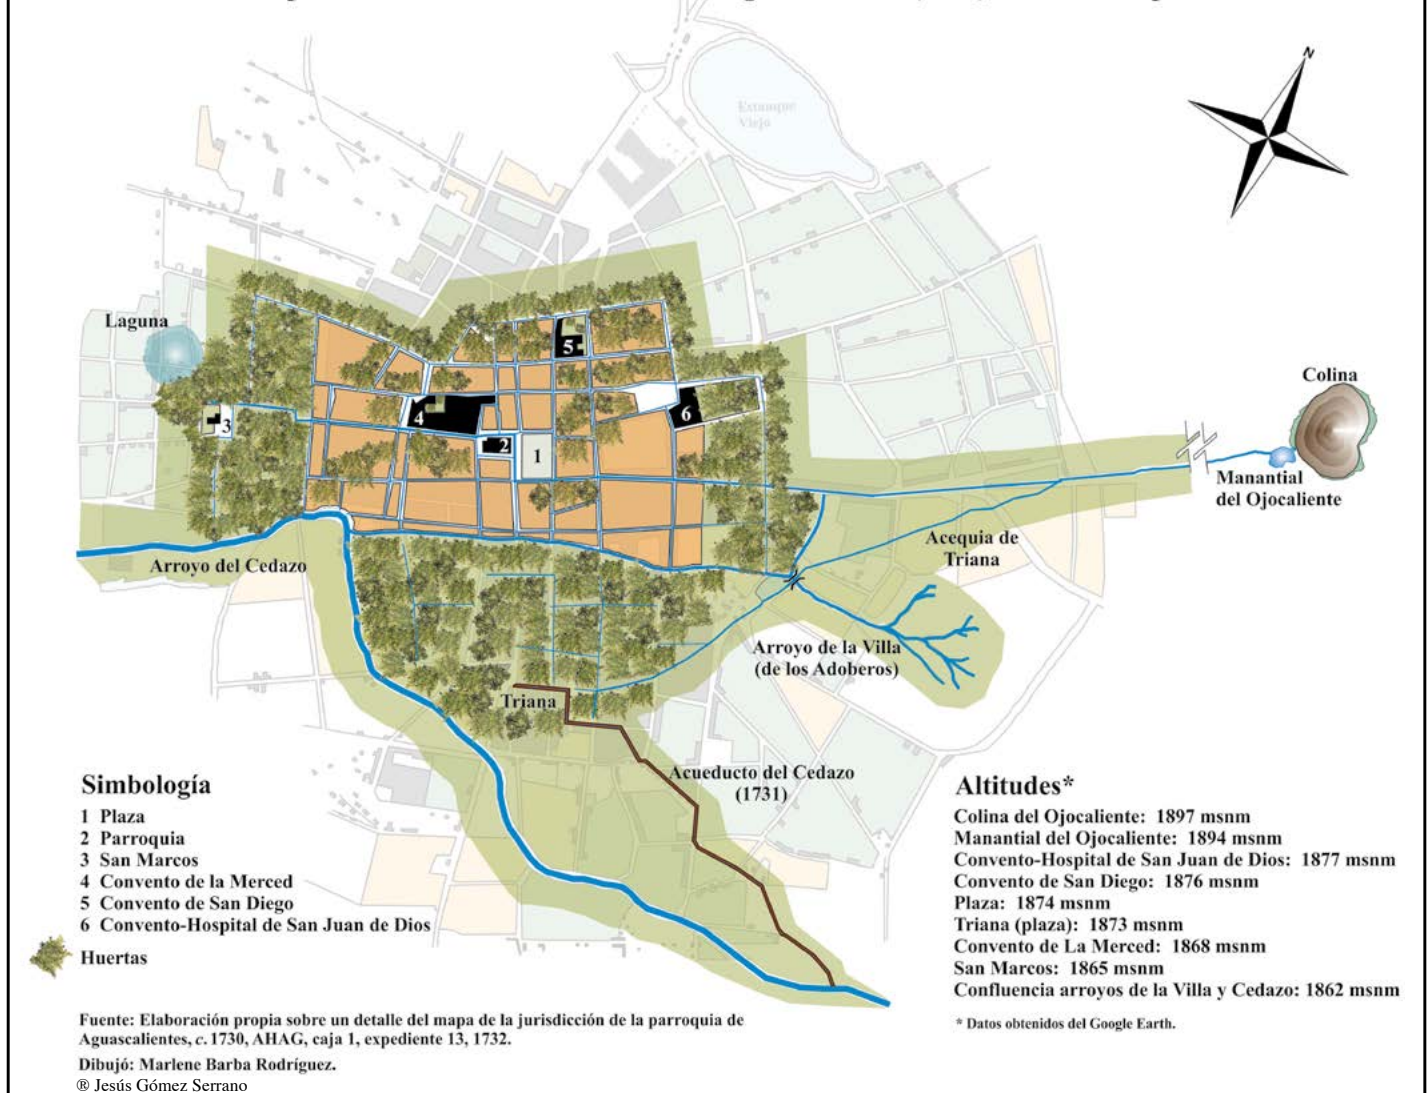 N
Estanque
Viejo
Laguna
Colina
5
4
6
3
2
1
Manantial
del Ojocaliente
Acequia de
Triana
Arroyo del Cedazo
Arroyo de la Villa
(de los Adoberos)
Triana
Acueducto del Cedazo
(1731)
Simbología
1 Plaza
2 Parroquia
3 San Marcos
4 Convento de la Merced
5 Convento de San Diego
6 Convento-Hospital de San Juan de Dios
Huertas
Altitudes*
Colina del Ojocaliente: 1897 msnm
Manantial del Ojocaliente: 1894 msnm
Convento-Hospital de San Juan de Dios: 1877 msnm
Convento de San Diego: 1876 msnm
Plaza: 1874 msnm
Triana (plaza): 1873 msnm
Convento de La Merced: 1868 msnm
San Marcos: 1865 msnm
Confluencia arroyos de la Villa y Cedazo: 1862 msnm
* Datos obtenidos del Google Earth.
Fuente: Elaboración propia sobre un detalle del mapa de la jurisdicción de la parroquia de
Aguascalientes, c. 1730, AHAG, caja 1, expediente 13, 1732.
Dibujó: Marlene Barba Rodríguez.
® Jesús Gómez Serrano